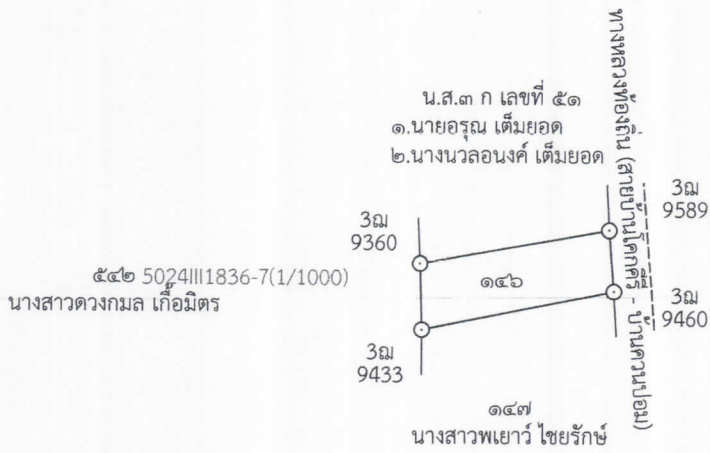 น.ส.๓ ก เลขที่ ๕๑
๑.นายอรุณ เต็มยอด
๒.นางนวลอนงค์ เต็มยอด
ทางหลวงท้องถิ่น (สายบ้านโคกคีรี - บ้านควนปอม)
3ฌ
9589
3ฌ
9360
๑๔๖
๕๔๒ 5024III1836-7(1/1000)
นางสาวดวงกมล เกื้อมิตร
3ฌ
9460
3ฌ
9433
๑๔๗
นางสาวพเยาว์ ไชยรักษ์